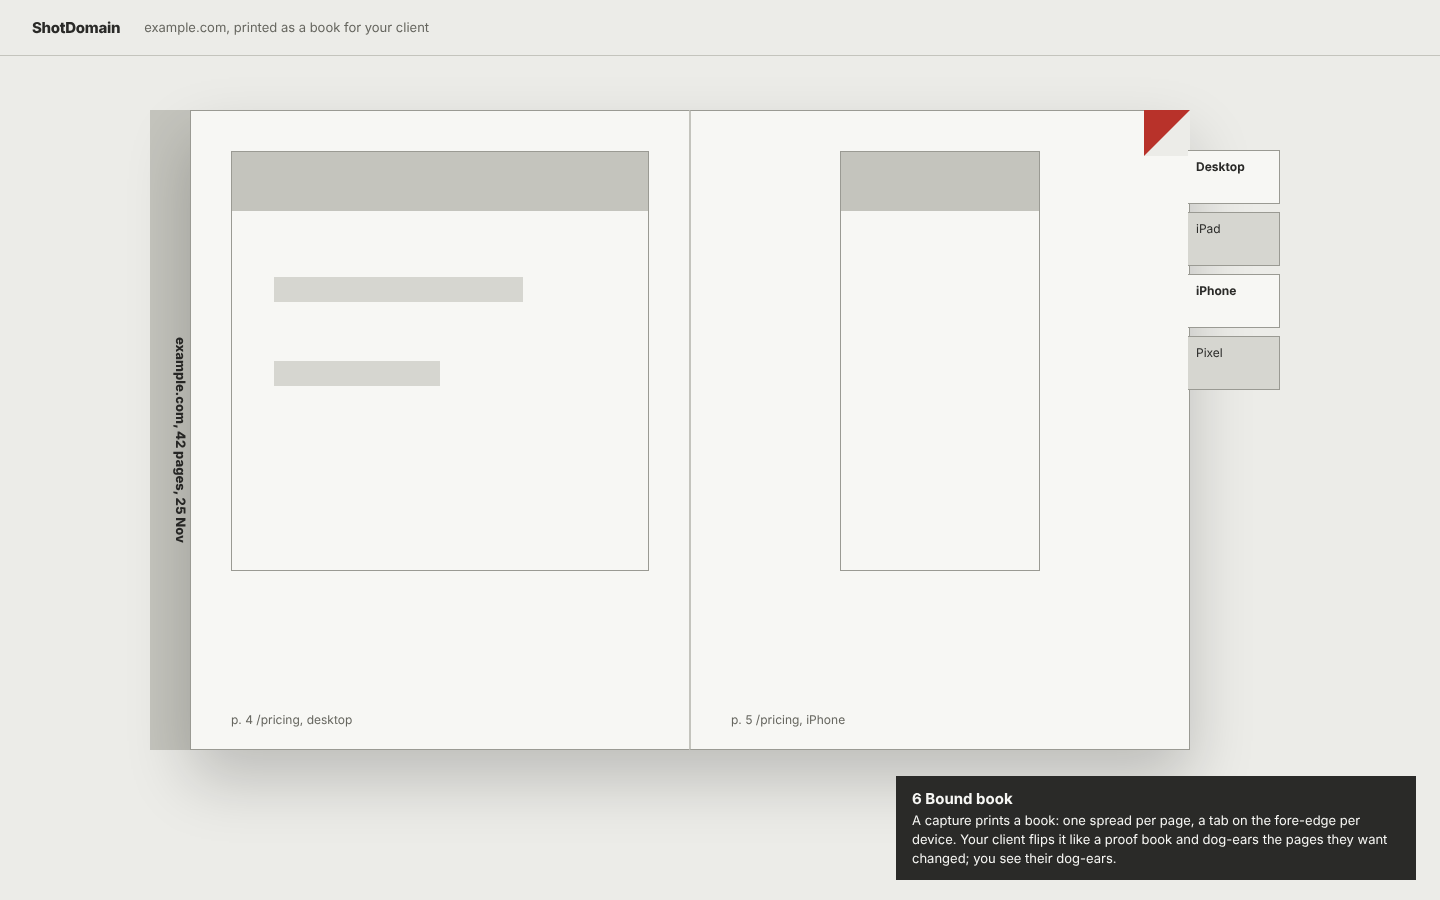 ShotDomain
example.com, printed as a book for your client
example.com, 42 pages, 25 Nov
Desktop
iPad
iPhone
Pixel
p. 4 /pricing, desktop
p. 5 /pricing, iPhone
6 Bound book
A capture prints a book: one spread per page, a tab on the fore-edge per
device. Your client flips it like a proof book and dog-ears the pages they want
changed; you see their dog-ears.